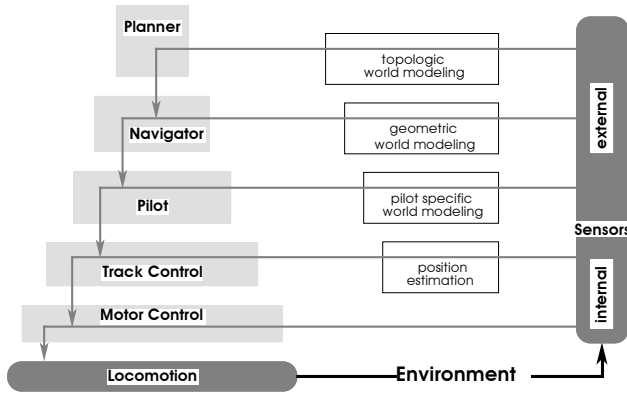 Planner
topologic
world modeling
Navigator
geometric
world modeling
external
Pilot
pilot specific
world modeling
Sensors
Track Control
position
estimation
internal
Motor Control
Locomotion
Environment